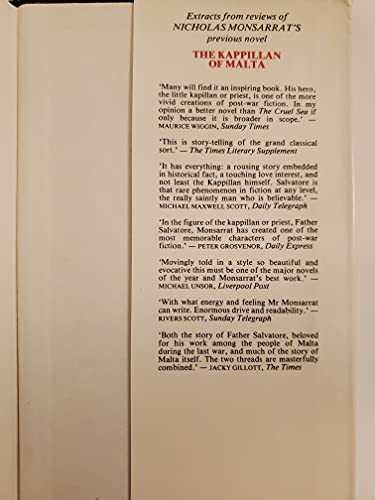 Extracts from reviews of
NICHOLAS MONSARRAT'S
previous novel
THE KAPPILLAN
OF MALTA
'Many will find it an inspiring book. His hero,
the little kapillan or priest, is one of the more
vivid creations of post-war fiction. In my
opinion a better novel than The Cruel Sea if
only because it is broader in scope.' —
MAURICE WIGGIN, Sunday Times
'This is story-telling of the grand classical
sort.' — The Times Literary Supplement
'It has everything: a rousing story embedded
in historical fact, a touching love interest, and
not least the Kappillan himself. Salvatore is
that rare phenomenon in fiction at any level,
the really saintly man who is believable.' —
MICHAEL MAXWELL SCOTT, Daily Telegraph
'In the figure of the kappillan or priest, Father
Salvatore, Monsarrat has created one of the
most memorable characters of post-war
fiction.' — PETER GROSVENOR, Daily Express
'Movingly told in a style so beautiful and
evocative this must be one of the major novels
of the year and Monsarrat's best work.' —
MICHAEL UNSOR, Liverpool Post
'With what energy and feeling Mr Monsarrat
can write. Enormous drive and readability.' —
RIVERS SCOTT, Sunday Telegraph
'Both the story of Father Salvatore, beloved
for his work among the people of Malta
during the last war, and much of the story of
Malta itself. The two threads are masterfully
combined.' — JACKY GILLOTT, The Times